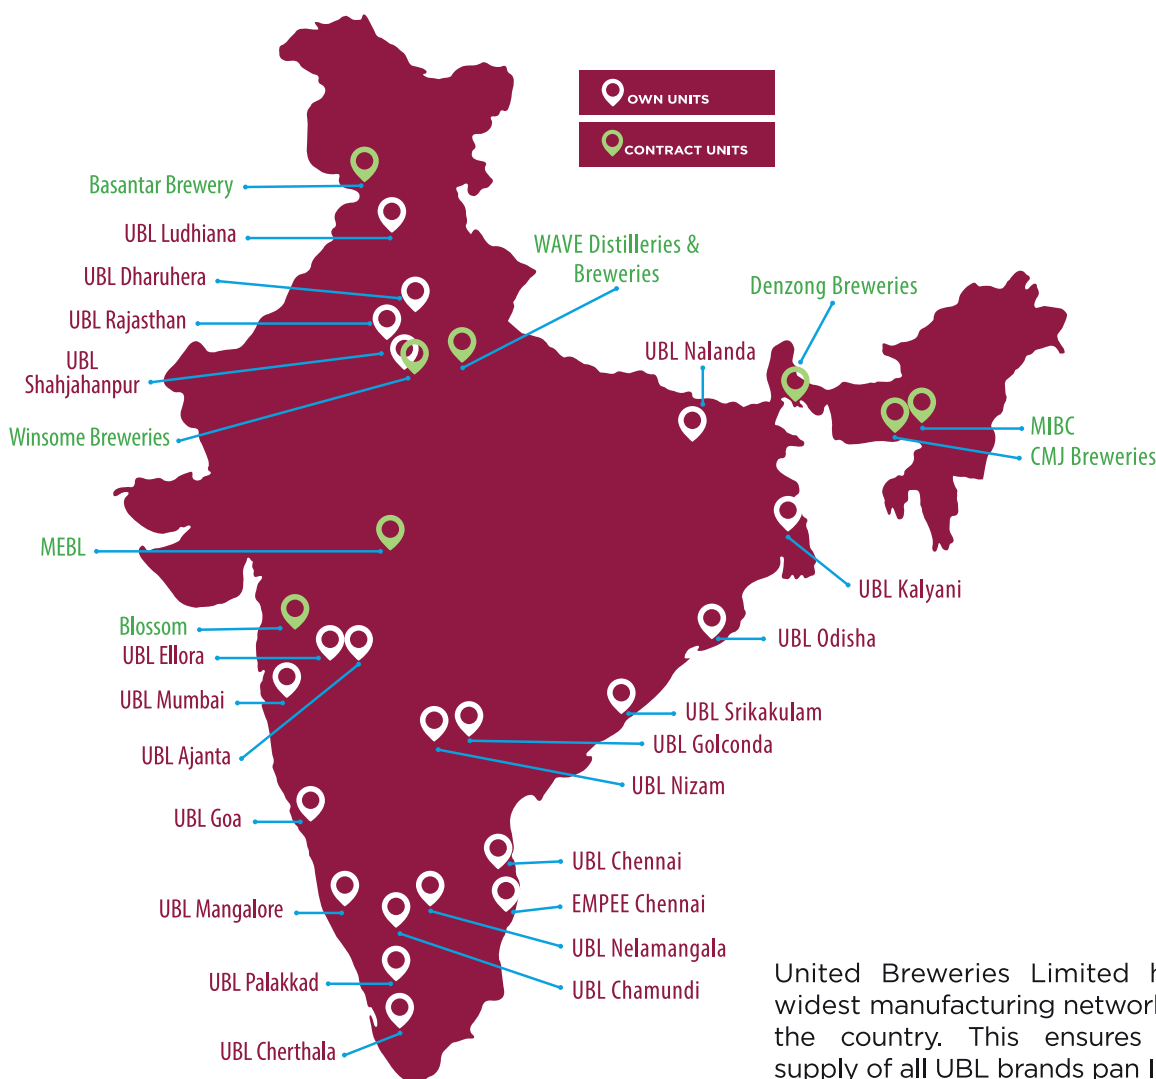 OWN UNITS
CONTRACT UNITS
Basantar Brewery
UBL Ludhiana
UBL Dharuhera
UBL Rajasthan
UBL
Shahjahanpur
Winsome Breweries
MEBL
Blossom
UBL Ellora
UBL Mumbai
UBL Ajanta
UBL Goa
UBL Mangalore
UBL Palakkad
UBL Cherthala
WAVE Distilleries &
Breweries
Denzong Breweries
UBL Nalanda
MIBC
CMJ Breweries
UBL Kalyani
UBL Odisha
UBL Srikakulam
UBL Golconda
UBL Nizam
UBL Chennai
EMPEE Chennai
UBL Nelamangala
UBL Chamundi
United Breweries Limited
widest manufacturing network
the country. This ensures
supply of all UBL brands pan